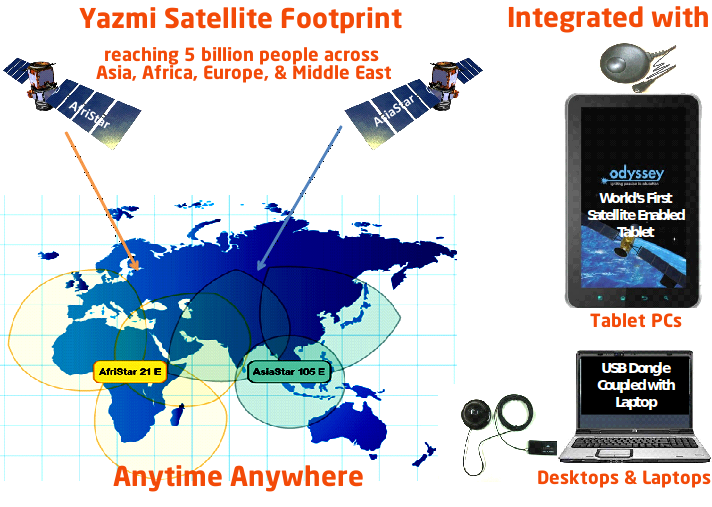 Yazmi Satellite Footprint
reaching 5 billion people across
Asia, Africa, Europe, & Middle East
AfriStar
AsiaStar
AfriStar 21 E
AsiaStar 105 E
Anytime Anywhere
Integrated with
odyssey
igniting passion to education
World's First
Satellite Enabled
Tablet
Tablet PCs
USB Dongle
Coupled with
Laptop
Desktops & Laptops